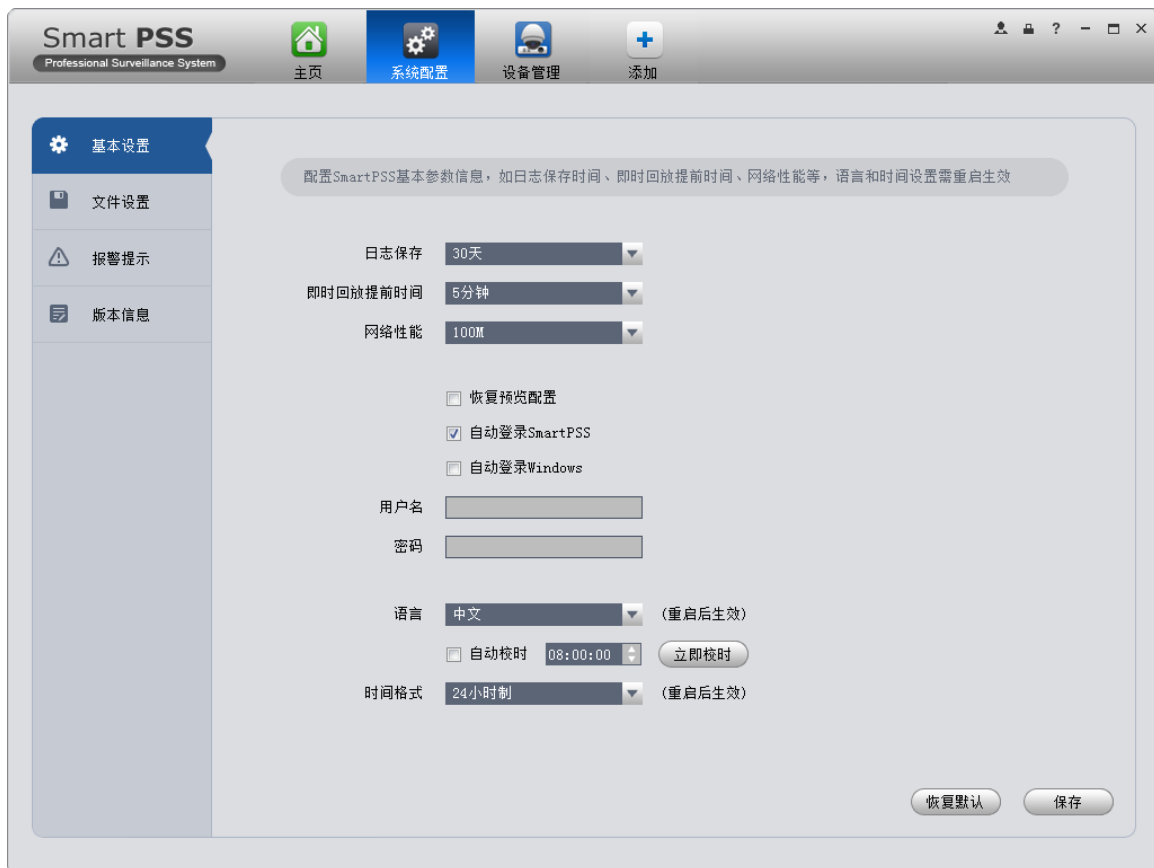 Smart PSS
Professional Surveillance System
主页
系统配置
设备管理
添加
?
基本设置
文件设置
报警提示
版本信息
配置SmartPSS基本参数信息，如日志保存时间、即时回放提前时间、网络性能等，语言和时间设置需重启生效
日志保存 30天
即时回放提前时间 5分钟
网络性能 100M
恢复预览配置
自动登录SmartPSS
自动登录Windows
用户名
密码
语言 中文 (重启后生效)
自动校时 08:00:00 立即校时
时间格式 24小时制 (重启后生效)
恢复默认 保存